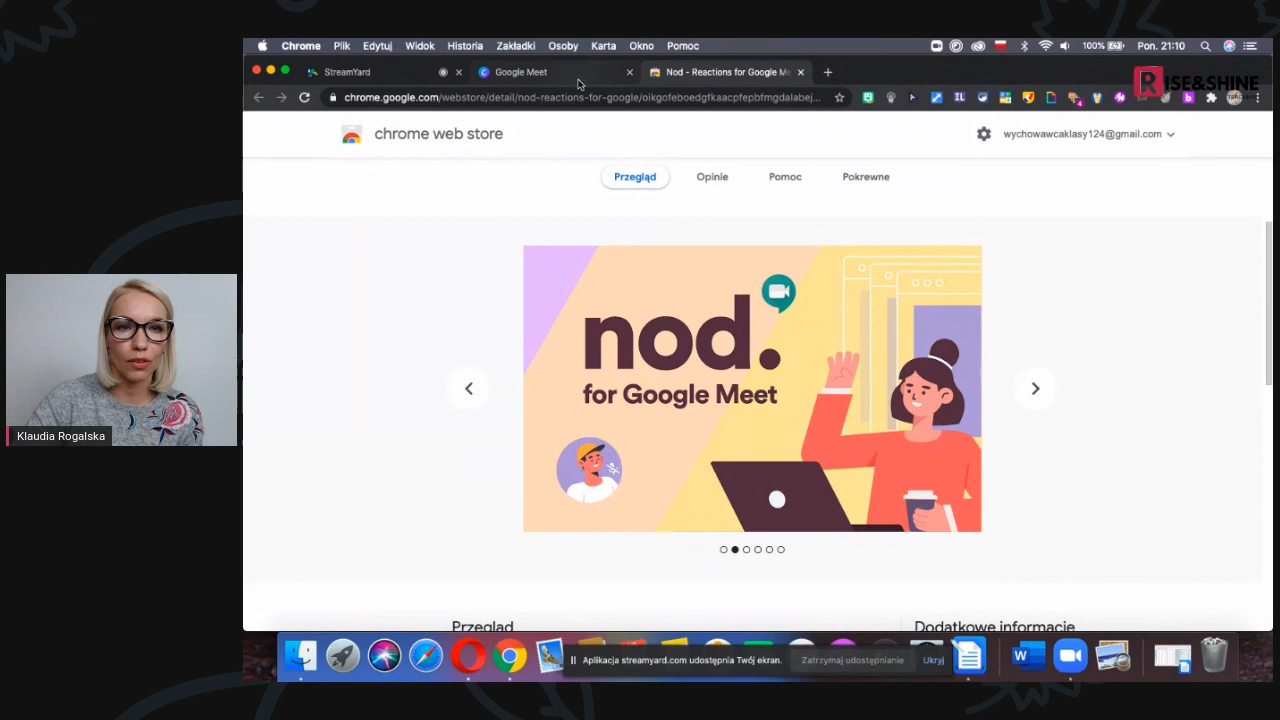 Chrome Plik Edytuj Widok Historia Zakładki Osoby Karta Okno Pomoc 100% Pon. 21:10
StreamYard Google Meet Nod - Reactions for Google Me
chrome.google.com/webstore/detail/nod-reactions-for-google/oikgofeboedgfkaacpfepbfmgdalabej...
RISE&SHINE
chrome web store wychowawcaklasy124@gmail.com
Przegląd Opinie Pomoc Pokrewne
nod.
for Google Meet
Klaudia Rogalska
Przegląd Dodatkowe informacje
Aplikacja streamyard.com udostępnia Twój ekran. Zatrzymaj udostępnianie Ukryj